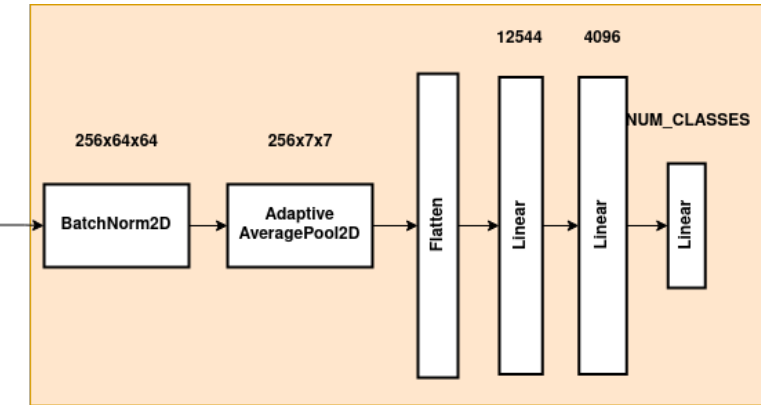 12544
4096
NUM_CLASSES
256x64x64
256x7x7
BatchNorm2D
Adaptive
AveragePool2D
Flatten
Linear
Linear
Linear